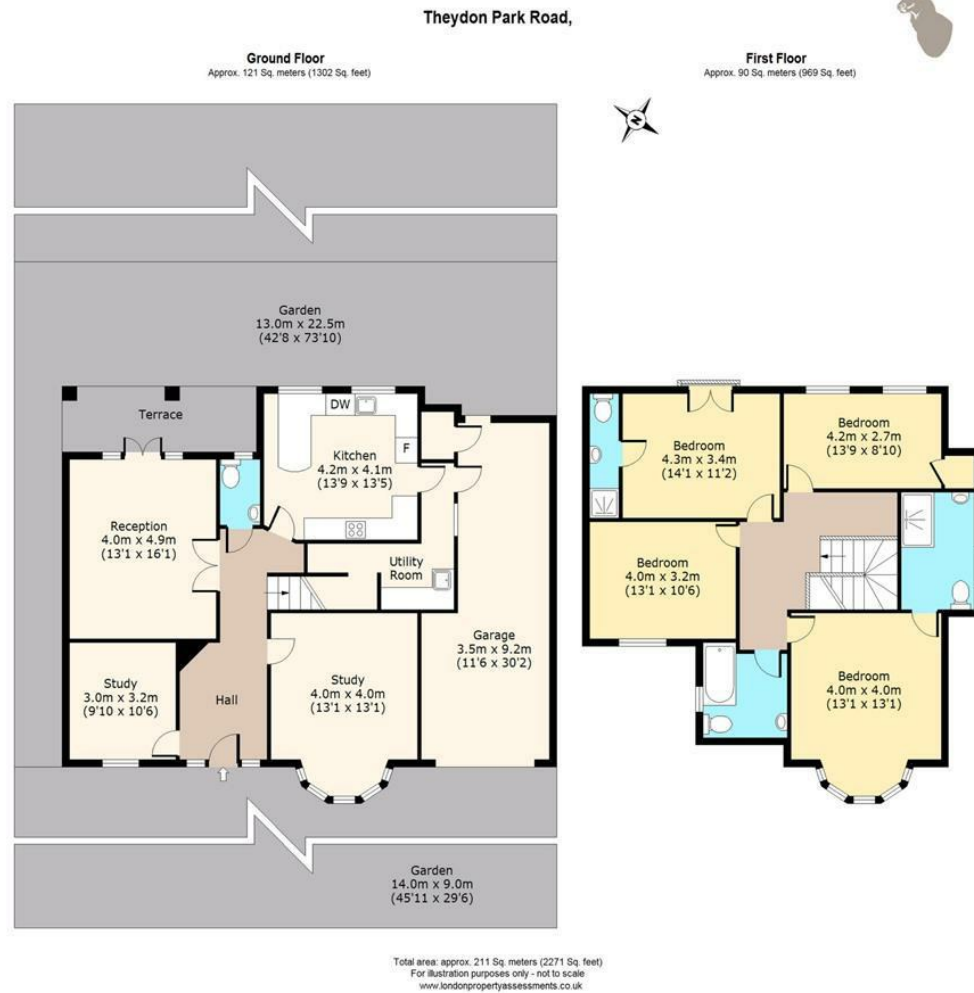 Theydon Park Road,
Ground Floor
Approx. 121 Sq. meters (1302 Sq. feet)
First Floor
Approx. 90 Sq. meters (969 Sq. feet)
N
Garden
13.0m x 22.5m
(42'8 x 73'10)
Terrace
DW
F
Kitchen
4.2m x 4.1m
(13'9 x 13'5)
Reception
4.0m x 4.9m
(13'1 x 16'1)
Utility
Room
Garage
3.5m x 9.2m
(11'6 x 30'2)
Study
3.0m x 3.2m
(9'10 x 10'6)
Hall
Study
4.0m x 4.0m
(13'1 x 13'1)
Garden
14.0m x 9.0m
(45'11 x 29'6)
Bedroom
4.3m x 3.4m
(14'1 x 11'2)
Bedroom
4.2m x 2.7m
(13'9 x 8'10)
Bedroom
4.0m x 3.2m
(13'1 x 10'6)
Bedroom
4.0m x 4.0m
(13'1 x 13'1)
Total area: approx. 211 Sq. meters (2271 Sq. feet)
For illustration purposes only - not to scale
www.londonpropertyassessments.co.uk